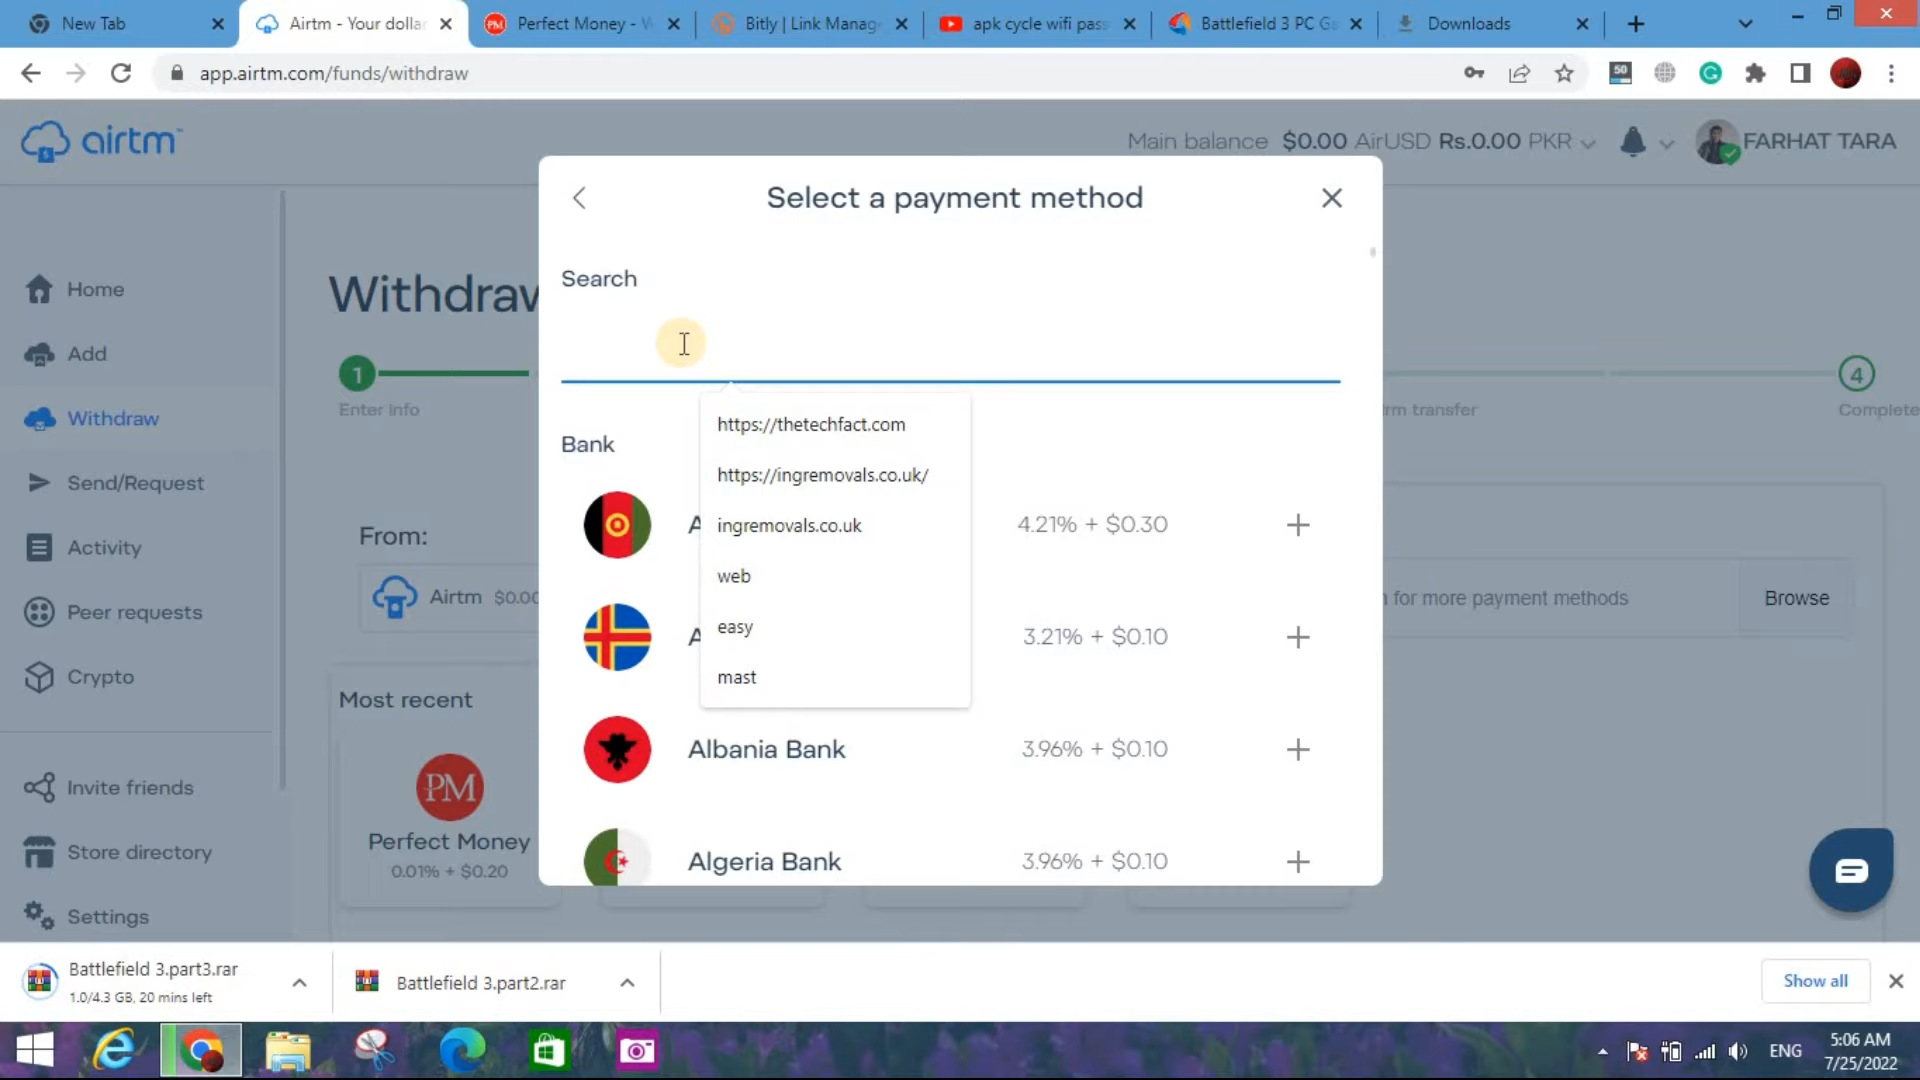 New Tab
Airtm - Your dollar
Perfect Money - W
Bitly | Link Manag
apk cycle wifi pass
Battlefield 3 PC Ga
Downloads
app.airtm.com/funds/withdraw
50
airtm
Main balance $0.00 AirUSD Rs.0.00 PKR
FARHAT TARA
Select a payment method
Search
Withdraw
1
4
Enter info
rm transfer
Complete
Home
Add
Withdraw
Send/Request
Activity
Peer requests
Crypto
Invite friends
Store directory
Settings
From:
Airtm $0.00
for more payment methods
Browse
Most recent
PM
Perfect Money
0.01% + $0.20
https://thetechfact.com
https://ingremovals.co.uk/
ingremovals.co.uk
web
easy
mast
Bank
A
4.21% + $0.30
A
3.21% + $0.10
Albania Bank
3.96% + $0.10
Algeria Bank
3.96% + $0.10
Battlefield 3.part3.rar
1.0/4.3 GB, 20 mins left
Battlefield 3.part2.rar
Show all
ENG
5:06 AM
7/25/2022